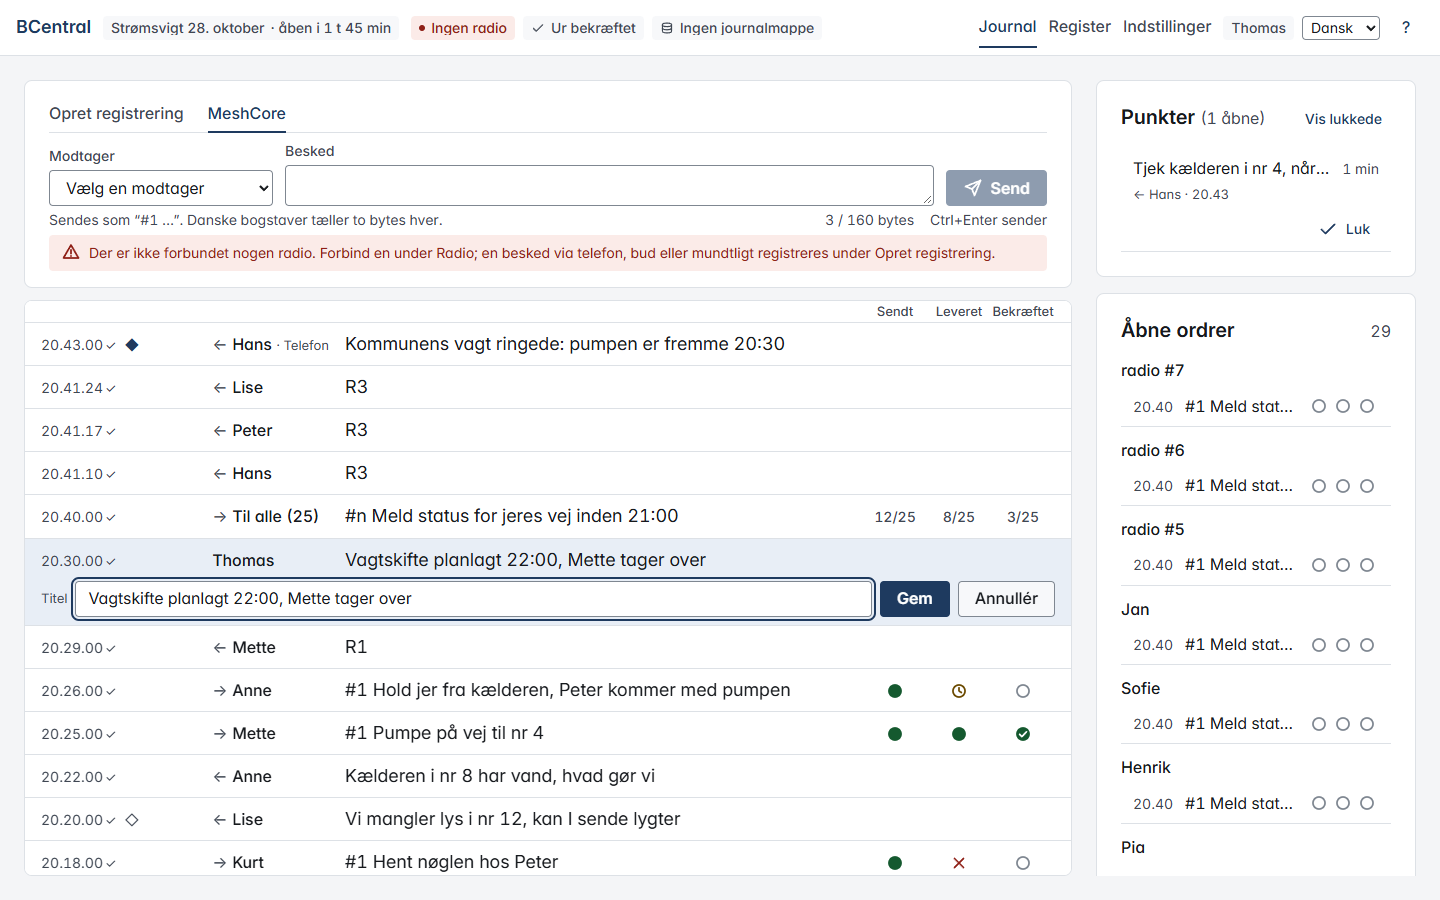 BCentral
Strømsvigt 28. oktober · åben i 1 t 45 min
Ingen radio
Ur bekræftet
Ingen journalmappe
Journal
Register
Indstillinger
Thomas
Dansk
?
Opret registrering
MeshCore
Modtager
Besked
Vælg en modtager
Send
Sendes som “#1 …”. Danske bogstaver tæller to bytes hver.
3 / 160 bytes
Ctrl+Enter sender
Der er ikke forbundet nogen radio. Forbind en under Radio; en besked via telefon, bud eller mundtligt registreres under Opret registrering.
Sendt Leveret Bekræftet
20.43.00 ← Hans · Telefon Kommunens vagt ringede: pumpen er fremme 20:30
20.41.24 ← Lise R3
20.41.17 ← Peter R3
20.41.10 ← Hans R3
20.40.00 → Til alle (25) #n Meld status for jeres vej inden 21:00 12/25 8/25 3/25
20.30.00 Thomas Vagtskifte planlagt 22:00, Mette tager over
Titel Vagtskifte planlagt 22:00, Mette tager over Gem Annullér
20.29.00 ← Mette R1
20.26.00 → Anne #1 Hold jer fra kælderen, Peter kommer med pumpen
20.25.00 → Mette #1 Pumpe på vej til nr 4
20.22.00 ← Anne Kælderen i nr 8 har vand, hvad gør vi
20.20.00 ← Lise Vi mangler lys i nr 12, kan I sende lygter
20.18.00 → Kurt #1 Hent nøglen hos Peter
Punkter (1 åbne)
Vis lukkede
Tjek kælderen i nr 4, når… 1 min
← Hans · 20.43
Luk
Åbne ordrer 29
radio #7
20.40 #1 Meld stat…
radio #6
20.40 #1 Meld stat…
radio #5
20.40 #1 Meld stat…
Jan
20.40 #1 Meld stat…
Sofie
20.40 #1 Meld stat…
Henrik
20.40 #1 Meld stat…
Pia